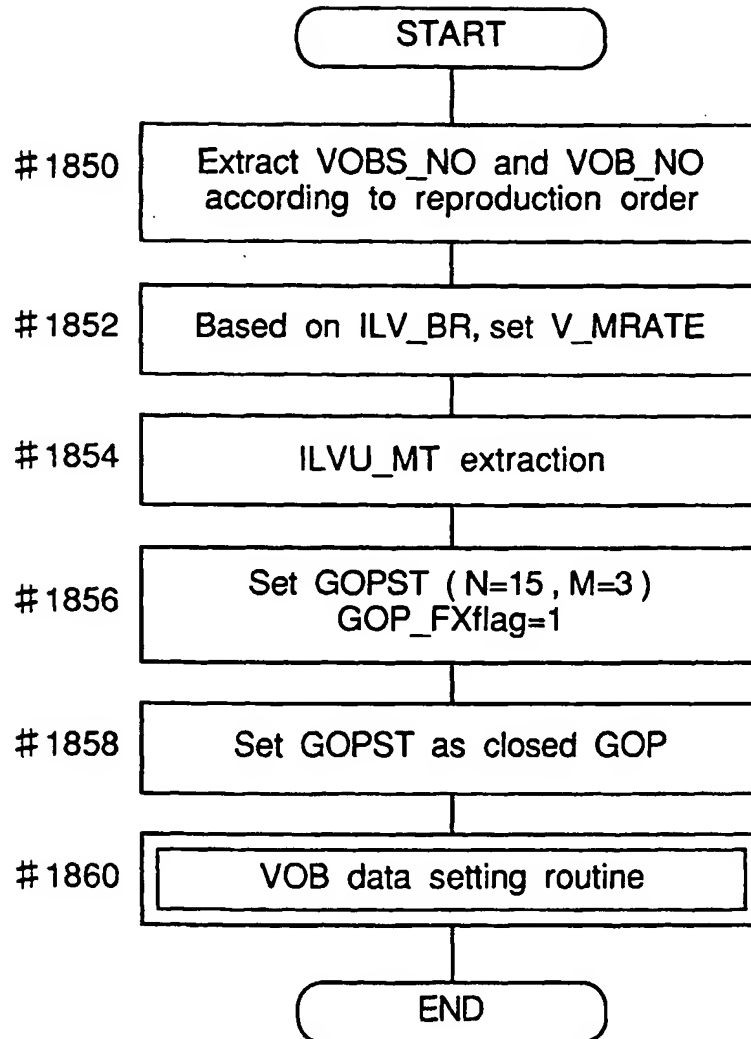 START
#1850
Extract VOBS_NO and VOB_NO
according to reproduction order
#1852
Based on ILV_BR, set V_MRATE
#1854
ILVU_MT extraction
#1856
Set GOPST (N=15, M=3)
GOP_FXflag=1
#1858
Set GOPST as closed GOP
#1860
VOB data setting routine
END